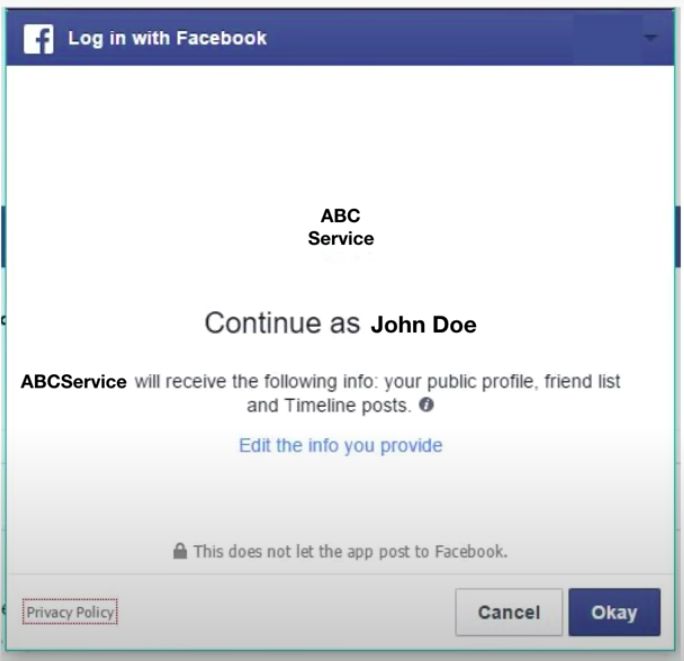 Log in with Facebook
ABC
Service
Continue as John Doe
ABCService will receive the following info: your public profile, friend list
and Timeline posts.
Edit the info you provide
This does not let the app post to Facebook.
Privacy Policy
Cancel
Okay